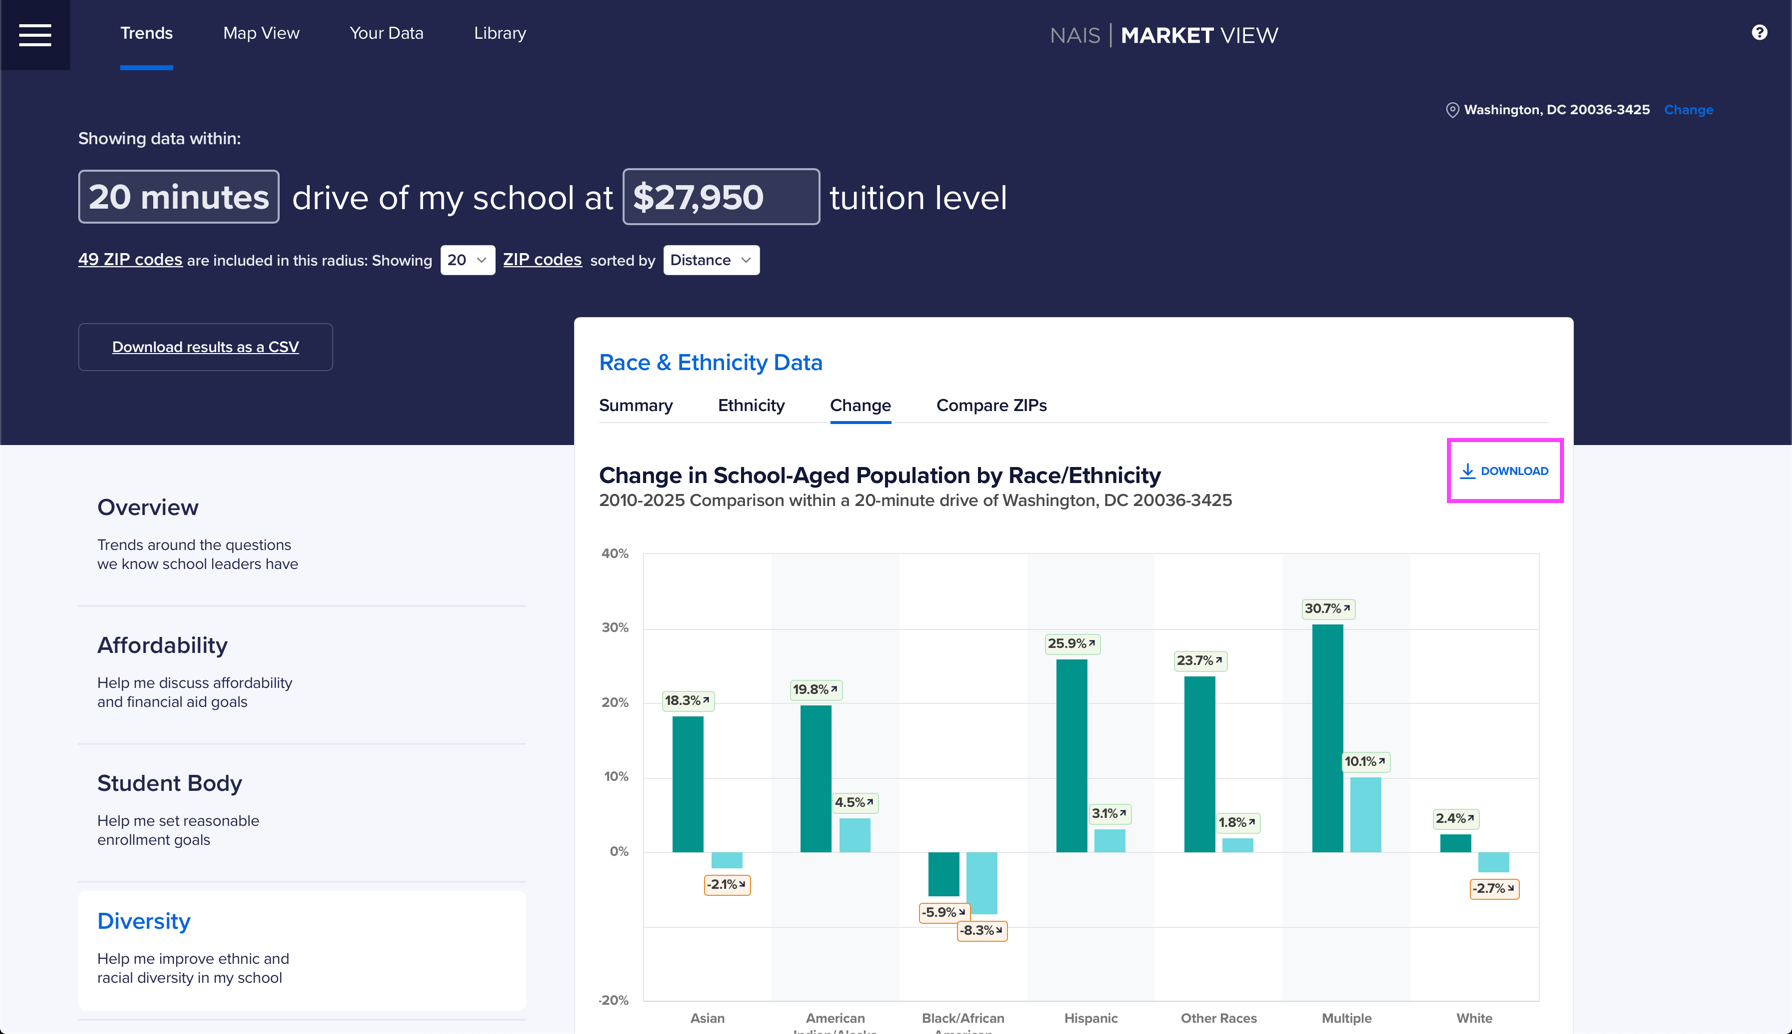 Trends
Map View
Your Data
Library
NAIS | MARKET VIEW
?
Washington, DC 20036-3425 Change
Showing data within:
20 minutes drive of my school at $27,950 tuition level
49 ZIP codes are included in this radius: Showing 20 ZIP codes sorted by Distance
Download results as a CSV
Race & Ethnicity Data
Summary
Ethnicity
Change
Compare ZIPs
DOWNLOAD
Change in School-Aged Population by Race/Ethnicity
2010-2025 Comparison within a 20-minute drive of Washington, DC 20036-3425
Overview
Trends around the questions
we know school leaders have
Affordability
Help me discuss affordability
and financial aid goals
Student Body
Help me set reasonable
enrollment goals
Diversity
Help me improve ethnic and
racial diversity in my school
40%
30%
20%
10%
0%
-20%
18.3%
-2.1%
19.8%
4.5%
-5.9%
-8.3%
25.9%
3.1%
23.7%
1.8%
30.7%
10.1%
2.4%
-2.7%
Asian
American
Black/African
Hispanic
Other Races
Multiple
White